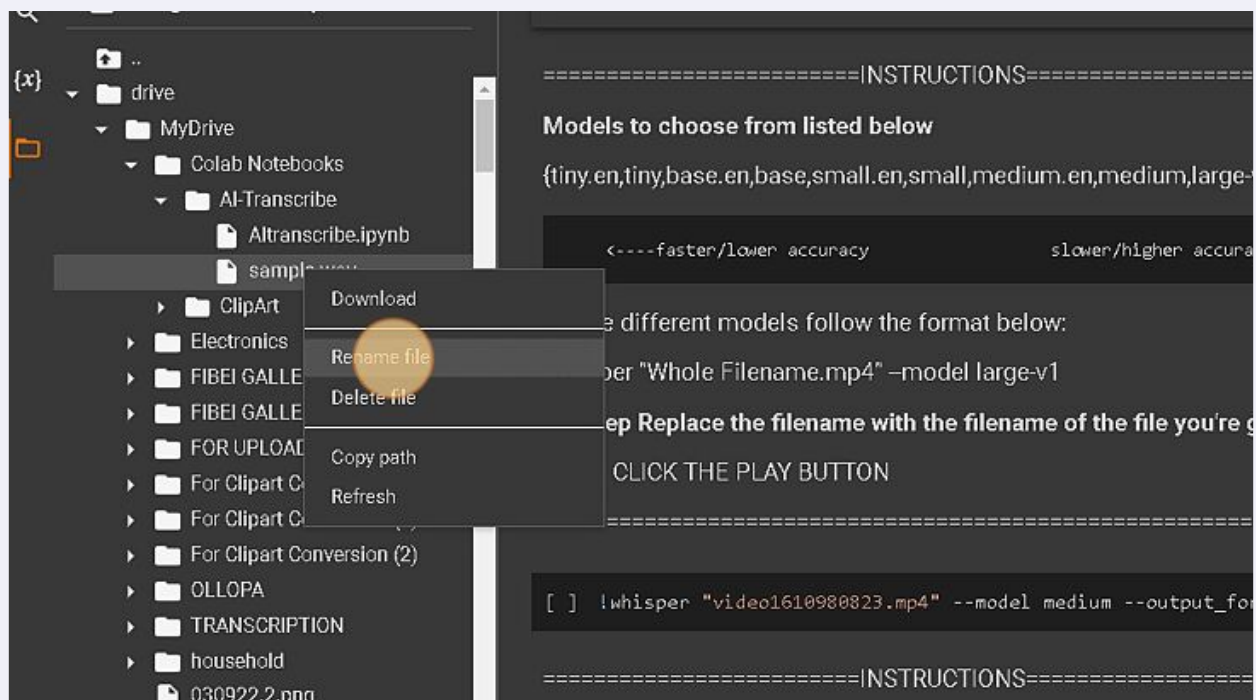 {x}
..
drive
MyDrive
Colab Notebooks
AI-Transcribe
AItranscribe.ipynb
ClipArt
Electronics
FIBEI GALLE
FIBEI GALLE
FOR UPLOAD
For Clipart
For Clipart
For Clipart Conversion (2)
OLLOPA
TRANSCRIPTION
household
030922 2.png
Download
Rename file
Delete file
Copy path
Refresh
=========================INSTRUCTIONS==================
Models to choose from listed below
{tiny.en,tiny,base.en,base,small.en,small,medium.en,medium,large-
<----faster/lower accuracy slower/higher accura
different models follow the format below:
"Whole Filename.mp4" –model large-v1
Replace the filename with the filename of the file you're
CLICK THE PLAY BUTTON
[ ] !whisper "video1610980823.mp4" --model medium --output_fo
=========================INSTRUCTIONS==================